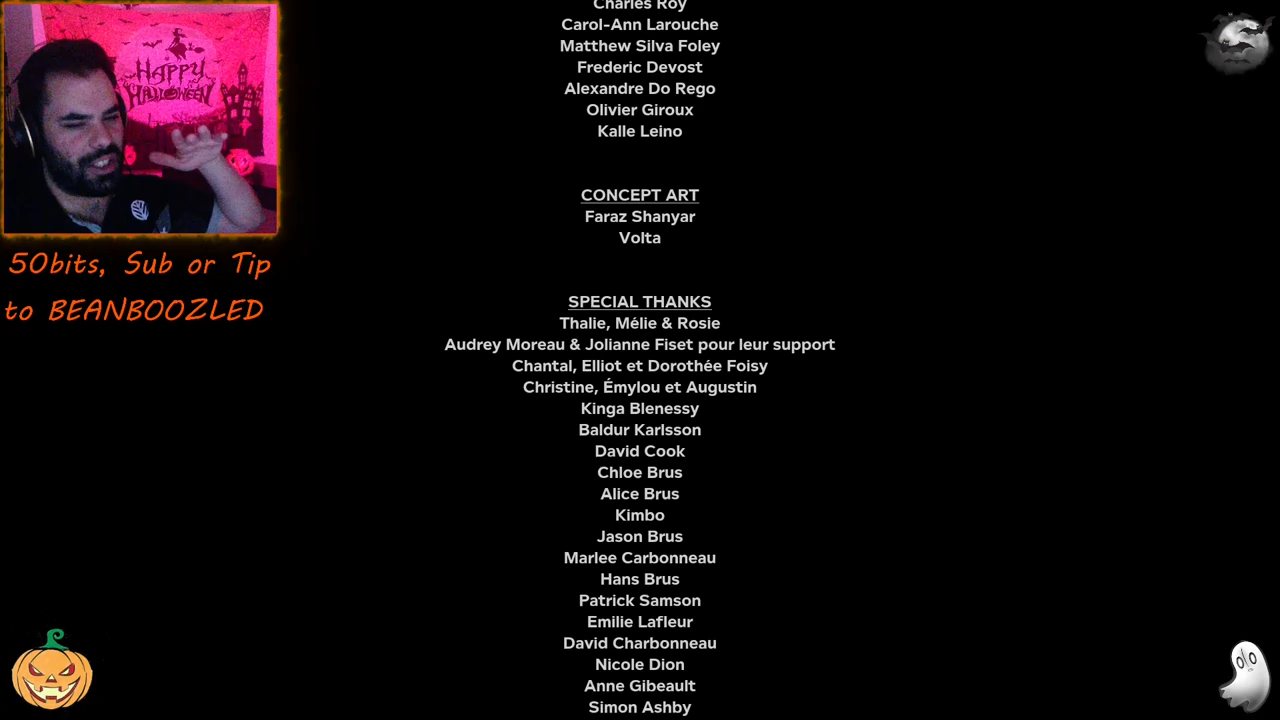 HAPPY
HALLOWEEN
50bits, Sub or Tip
to BEANBOOZLED
Charles Roy
Carol-Ann Larouche
Matthew Silva Foley
Frederic Devost
Alexandre Do Rego
Olivier Giroux
Kalle Leino
CONCEPT ART
Faraz Shanyar
Volta
SPECIAL THANKS
Thalie, Mélie & Rosie
Audrey Moreau & Jolianne Fiset pour leur support
Chantal, Elliot et Dorothée Foisy
Christine, Émylou et Augustin
Kinga Blenessy
Baldur Karlsson
David Cook
Chloe Brus
Alice Brus
Kimbo
Jason Brus
Marlee Carbonneau
Hans Brus
Patrick Samson
Emilie Lafleur
David Charbonneau
Nicole Dion
Anne Gibeault
Simon Ashby